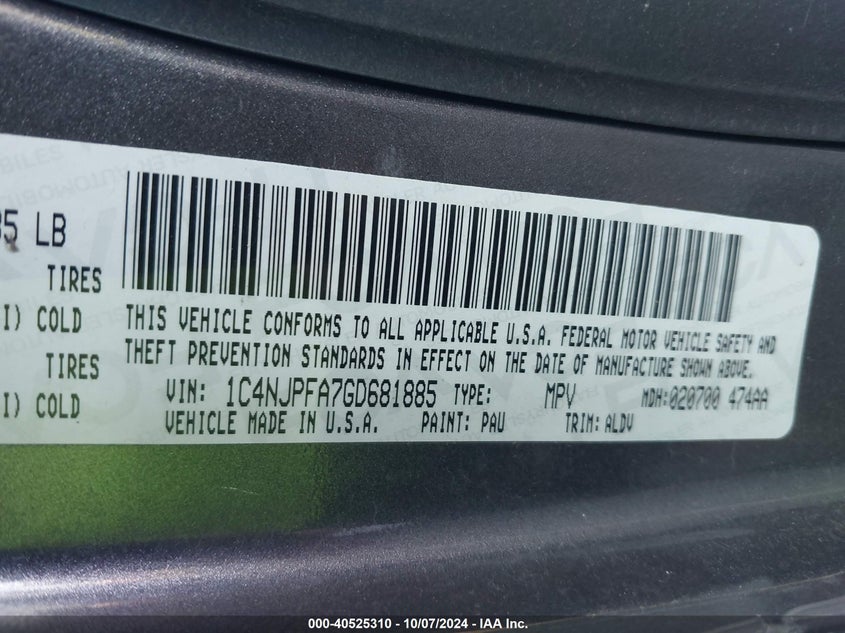 35 LB
TIRES
I) COLD
TIRES
I) COLD
THIS VEHICLE CONFORMS TO ALL APPLICABLE U.S.A. FEDERAL MOTOR VEHICLE SAFETY AND
THEFT PREVENTION STANDARDS IN EFFECT ON THE DATE OF MANUFACTURE SHOWN ABOVE.
VIN: 1C4NJPFA7GD681885 TYPE: MPV MDH:020700 474AA
VEHICLE MADE IN U.S.A. PAINT: PAU TRIM: ALDV
000-40525310 - 10/07/2024 - IAA Inc.